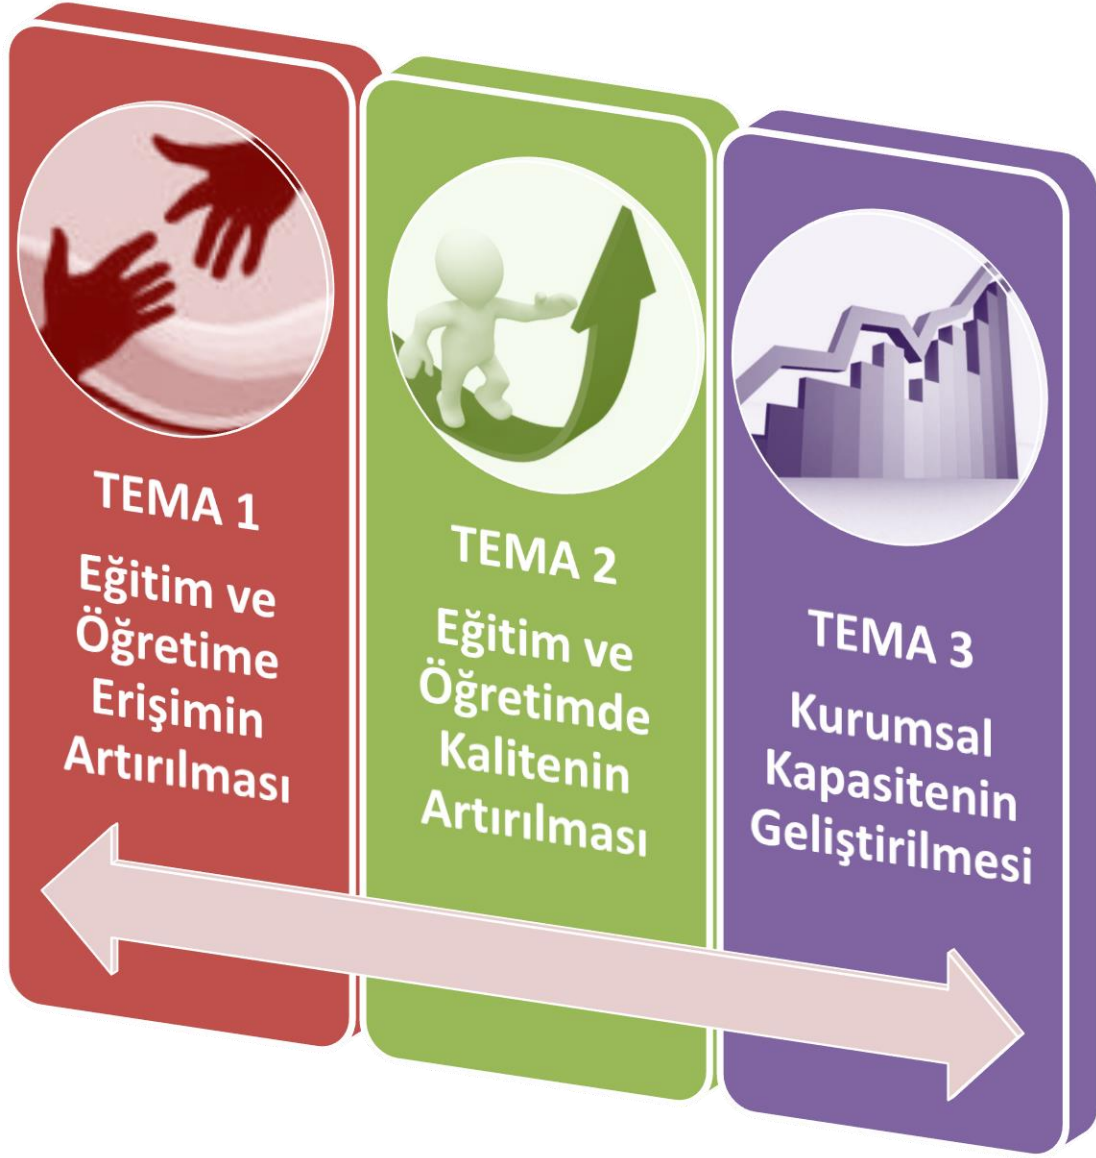 TEMA 1
Eğitim ve
Öğretime
Erişimin
Artırılması
TEMA 2
Eğitim ve
Öğretimde
Kalitenin
Artırılması
TEMA 3
Kurumsal
Kapasitenin
Geliştirilmesi